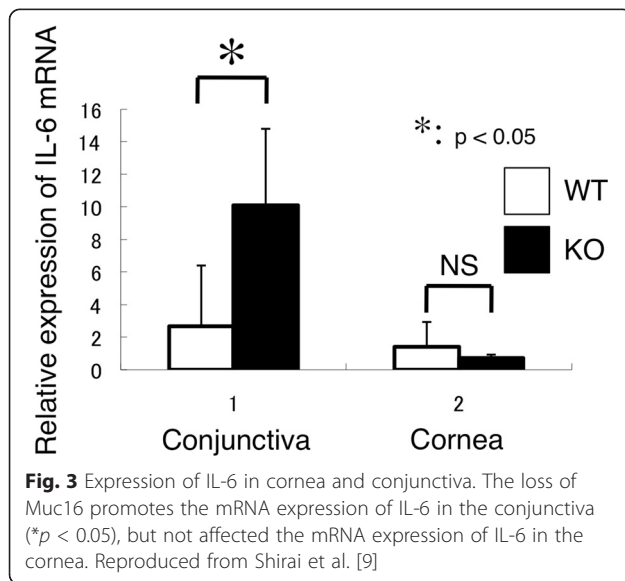 *
Relative expression of IL-6 mRNA
16
14
12
10
8
6
4
2
0
*: p < 0.05
WT
KO
NS
1
2
Conjunctiva
Cornea
Fig. 3 Expression of IL-6 in cornea and conjunctiva. The loss of
Muc16 promotes the mRNA expression of IL-6 in the conjunctiva
(*p < 0.05), but not affected the mRNA expression of IL-6 in the
cornea. Reproduced from Shirai et al. [9]